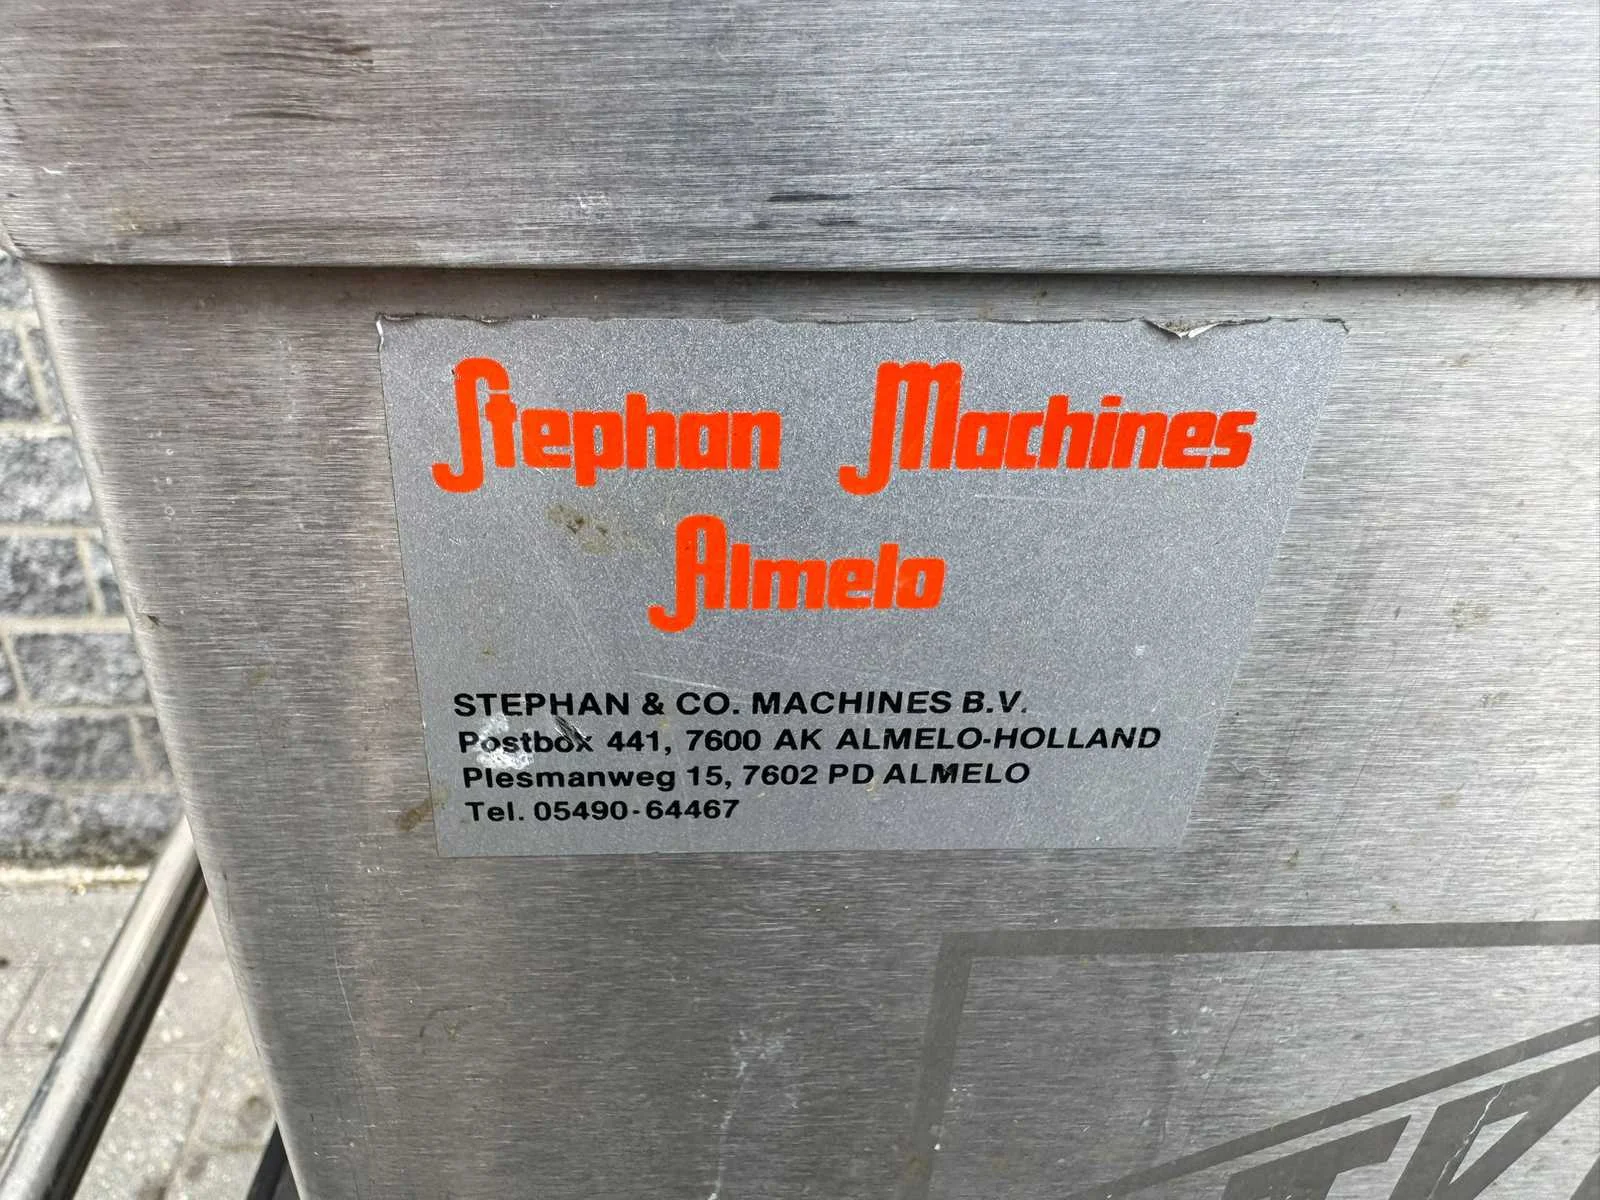 Stephan Machines
Almelo
STEPHAN & CO. MACHINES B.V.
Postbox 441, 7600 AK ALMELO-HOLLAND
Plesmanweg 15, 7602 PD ALMELO
Tel. 05490-64467